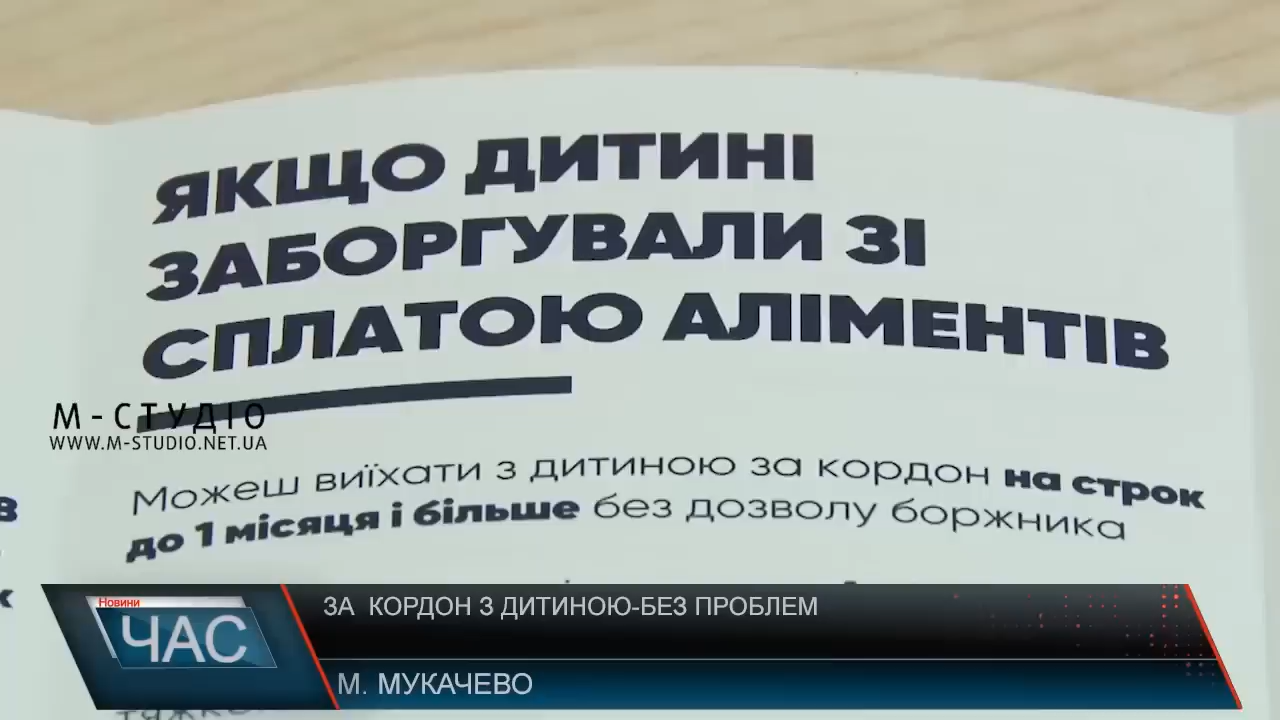 ЯКЩО ДИТИНІ
ЗАБОРГУВАЛИ ЗІ
СПЛАТОЮ АЛІМЕНТІВ
М-СТУДІО
WWW.M-STUDIO.NET.UA
Можеш виїхати з дитиною за кордон на строк
до 1 місяця і більше без дозволу боржника
Новини
ЧАС
ЗА КОРДОН З ДИТИНОЮ-БЕЗ ПРОБЛЕМ
М. МУКАЧЕВО